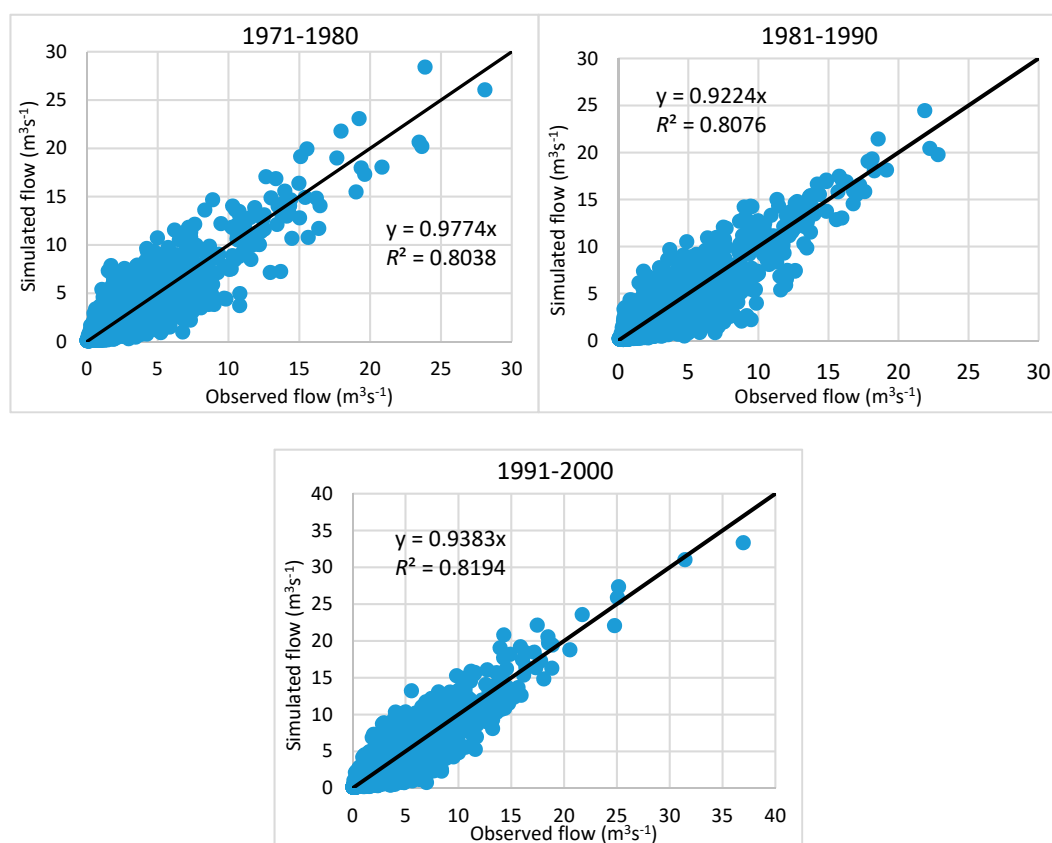 1971-1980
30
25
20
15
10
5
0
Simulated flow (m³s⁻¹)
y = 0.9774x
R² = 0.8038
0 5 10 15 20 25 30
Observed flow (m³s⁻¹)
1981-1990
30
25
20
15
10
5
0
Simulated flow (m³s⁻¹)
y = 0.9224x
R² = 0.8076
0 5 10 15 20 25 30
Observed flow (m³s⁻¹)
1991-2000
40
35
30
25
20
15
10
5
0
Simulated flow (m³s⁻¹)
y = 0.9383x
R² = 0.8194
0 5 10 15 20 25 30 35 40
Observed flow (m³s⁻¹)